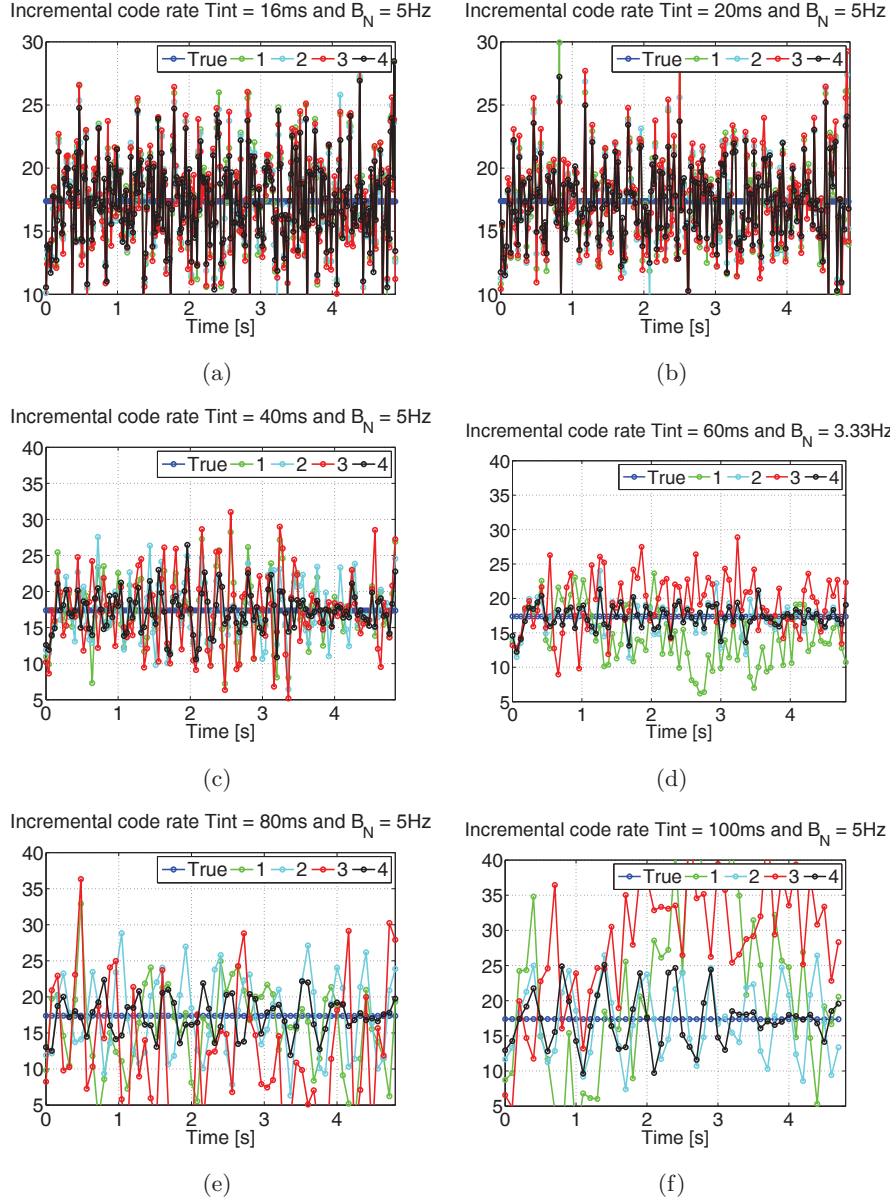 Incremental code rate Tint = 16ms and B_N = 5Hz
30
25
20
15
10
True 1 2 3 4
0 1 2 3 4
Time [s]
(a)
Incremental code rate Tint = 20ms and B_N = 5Hz
30
25
20
15
10
True 1 2 3 4
0 1 2 3 4
Time [s]
(b)
Incremental code rate Tint = 40ms and B_N = 5Hz
40
35
30
25
20
15
10
5
True 1 2 3 4
0 1 2 3 4
Time [s]
(c)
Incremental code rate Tint = 60ms and B_N = 3.33Hz
40
35
30
25
20
15
10
5
True 1 2 3 4
0 1 2 3 4
Time [s]
(d)
Incremental code rate Tint = 80ms and B_N = 5Hz
40
35
30
25
20
15
10
5
True 1 2 3 4
0 1 2 3 4
Time [s]
(e)
Incremental code rate Tint = 100ms and B_N = 5Hz
40
35
30
25
20
15
10
5
True 1 2 3 4
0 1 2 3 4
Time [s]
(f)